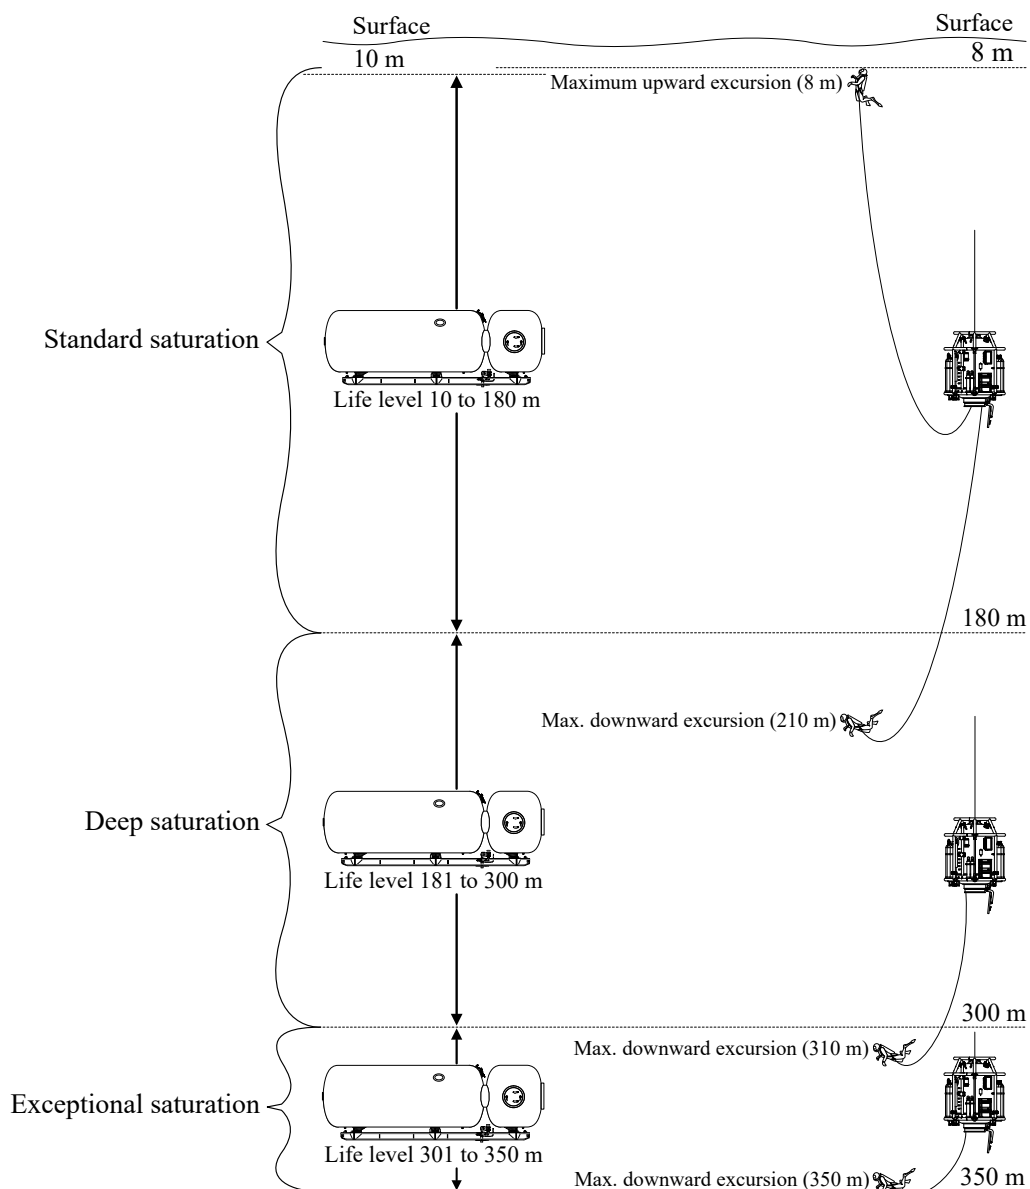 Surface
Surface
10 m
8 m
Maximum upward excursion (8 m)
Standard saturation
Life level 10 to 180 m
180 m
Max. downward excursion (210 m)
Deep saturation
Life level 181 to 300 m
300 m
Max. downward excursion (310 m)
Exceptional saturation
Life level 301 to 350 m
Max. downward excursion (350 m)
350 m